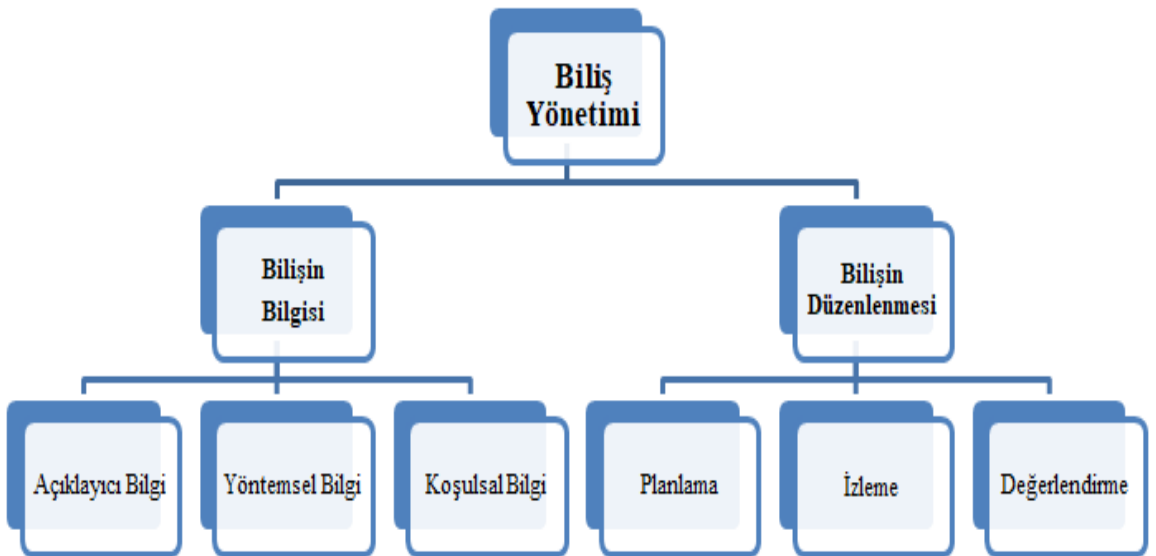 Biliş
Yönetimi
Bilişin
Bilgisi
Bilişin
Düzenlenmesi
Açıklayıcı Bilgi
Yöntemsel Bilgi
Koşulsal Bilgi
Planlama
İzleme
Değerlendirme